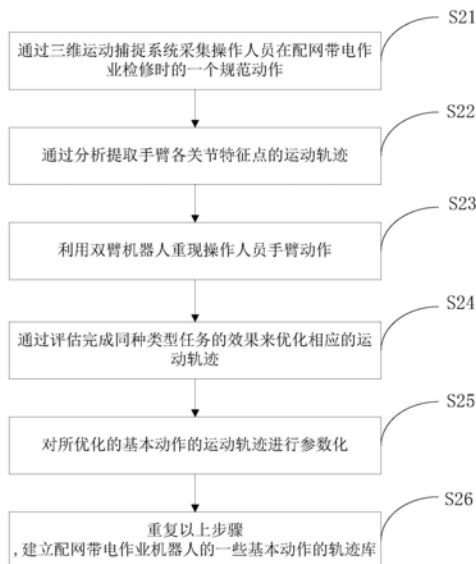 S21
通过三维运动捕捉系统采集操作人员在配网带电作
业检修时的一个规范动作
S22
通过分析提取手臂各关节特征点的运动轨迹
S23
利用双臂机器人重现操作人员手臂动作
S24
通过评估完成同种类型任务的效果来优化相应的运
动轨迹
S25
对所优化的基本动作的运动轨迹进行参数化
S26
重复以上步骤
,建立配网带电作业机器人的一些基本动作的轨迹库